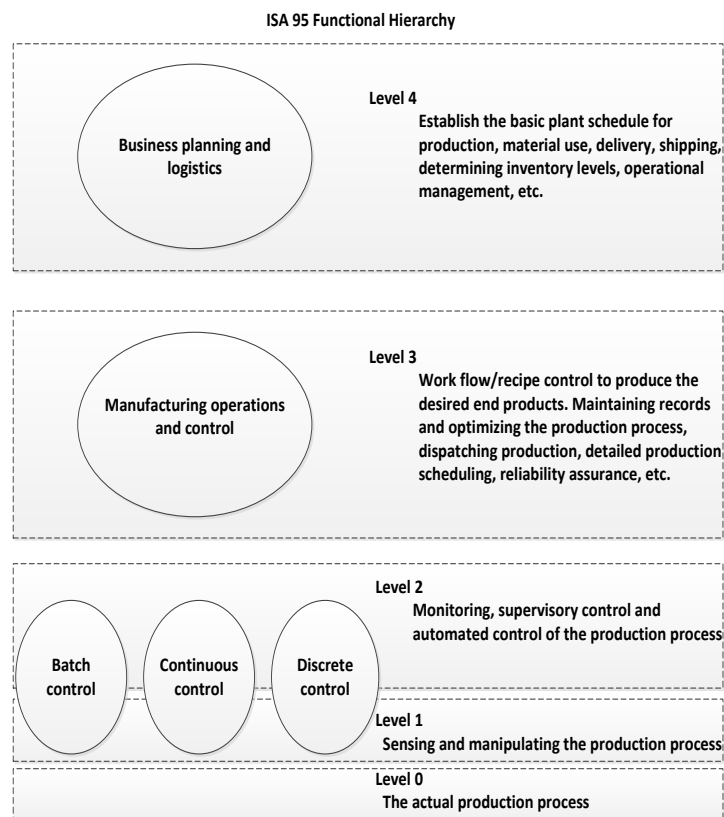 ISA 95 Functional Hierarchy
Business planning and
logistics
Level 4
Establish the basic plant schedule for
production, material use, delivery, shipping,
determining inventory levels, operational
management, etc.
Manufacturing operations
and control
Level 3
Work flow/recipe control to produce the
desired end products. Maintaining records
and optimizing the production process,
dispatching production, detailed production
scheduling, reliability assurance, etc.
Level 2
Monitoring, supervisory control and
automated control of the production process
Batch
control
Continuous
control
Discrete
control
Level 1
Sensing and manipulating the production process
Level 0
The actual production process